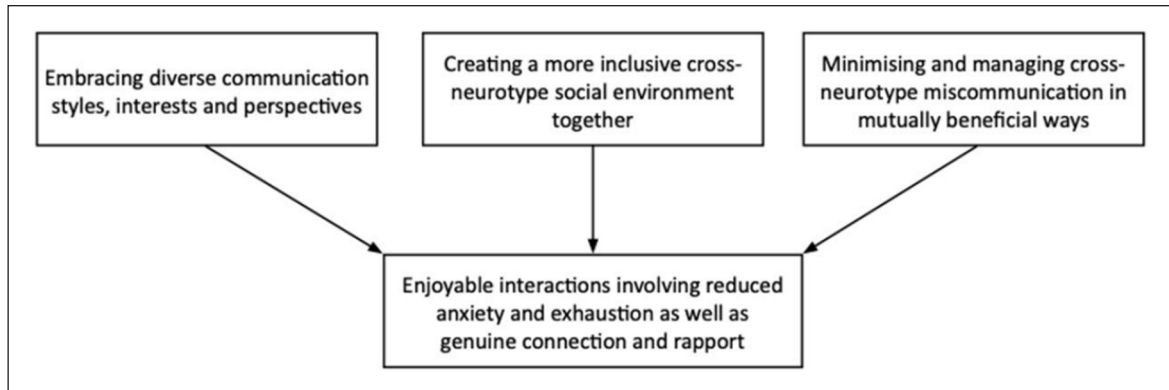 Embracing diverse communication
styles, interests and perspectives
Creating a more inclusive cross-
neurotype social environment
together
Minimising and managing cross-
neurotype miscommunication in
mutually beneficial ways
Enjoyable interactions involving reduced
anxiety and exhaustion as well as
genuine connection and rapport